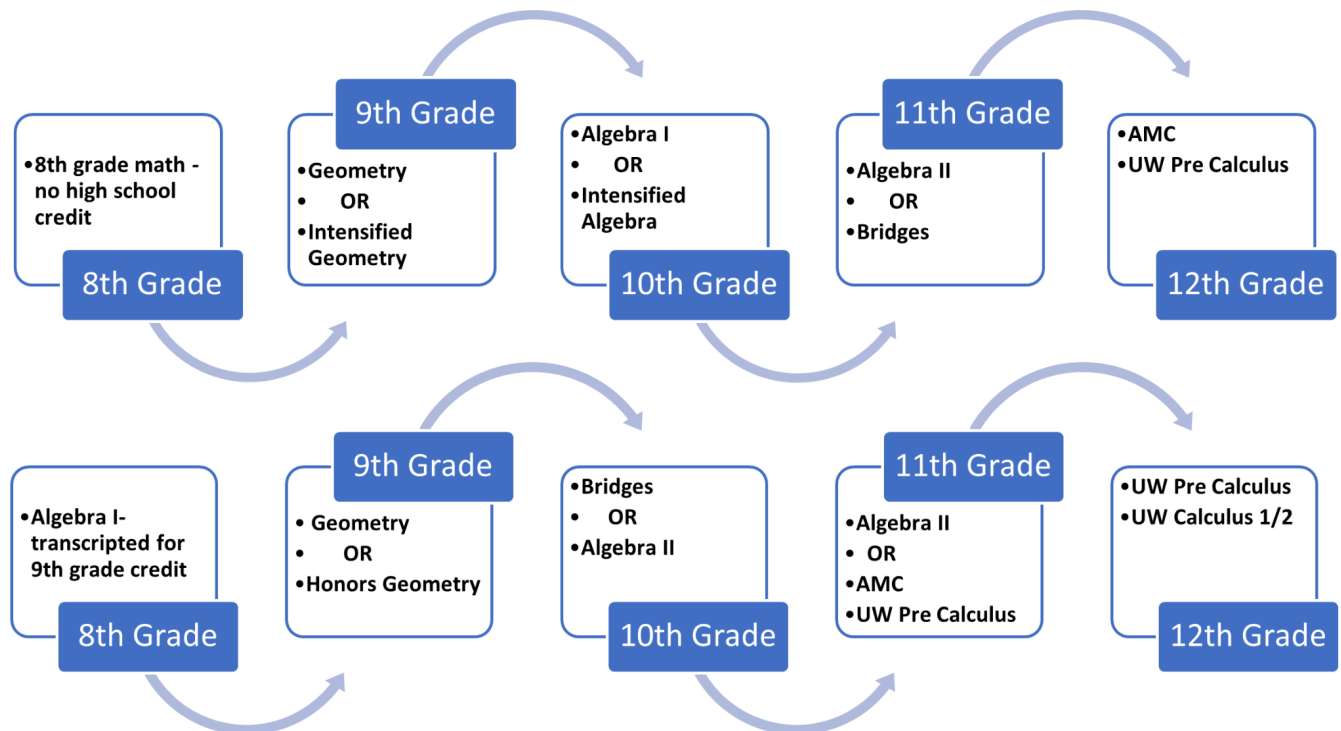 •8th grade math -
no high school
credit
8th Grade
9th Grade
•Geometry
• OR
•Intensified
Geometry
•Algebra I
• OR
•Intensified
Algebra
10th Grade
11th Grade
•Algebra II
• OR
•Bridges
•AMC
•UW Pre Calculus
12th Grade
•Algebra I-
transcripted for
9th grade credit
8th Grade
9th Grade
• Geometry
• OR
•Honors Geometry
•Bridges
• OR
•Algebra II
10th Grade
11th Grade
•Algebra II
• OR
•AMC
•UW Pre Calculus
•UW Pre Calculus
•UW Calculus 1/2
12th Grade